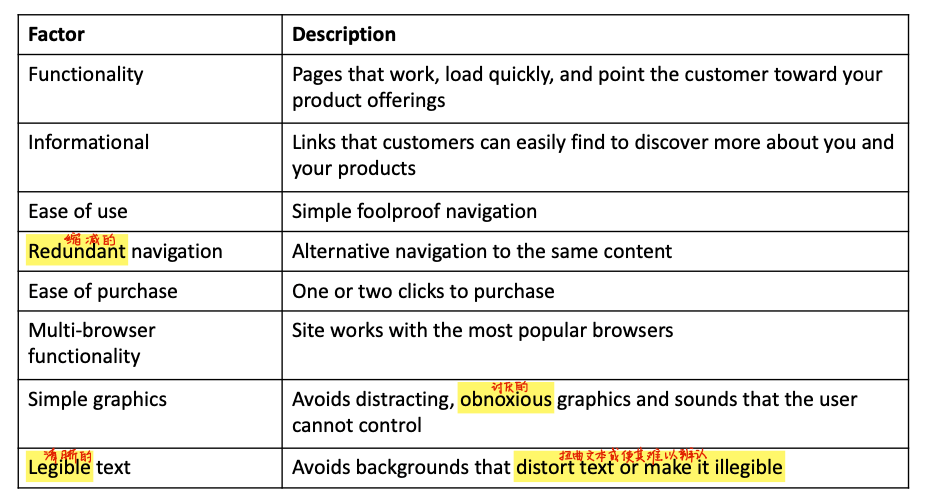 Factor Description
Functionality Pages that work, load quickly, and point the customer toward your
product offerings
Informational Links that customers can easily find to discover more about you and
your products
Ease of use Simple foolproof navigation
缩减的
Redundant navigation Alternative navigation to the same content
Ease of purchase One or two clicks to purchase
Multi-browser Site works with the most popular browsers
functionality
讨厌的
Simple graphics Avoids distracting, obnoxious graphics and sounds that the user
cannot control
清晰的 扭曲文本或使其难以辨认
Legible text Avoids backgrounds that distort text or make it illegible